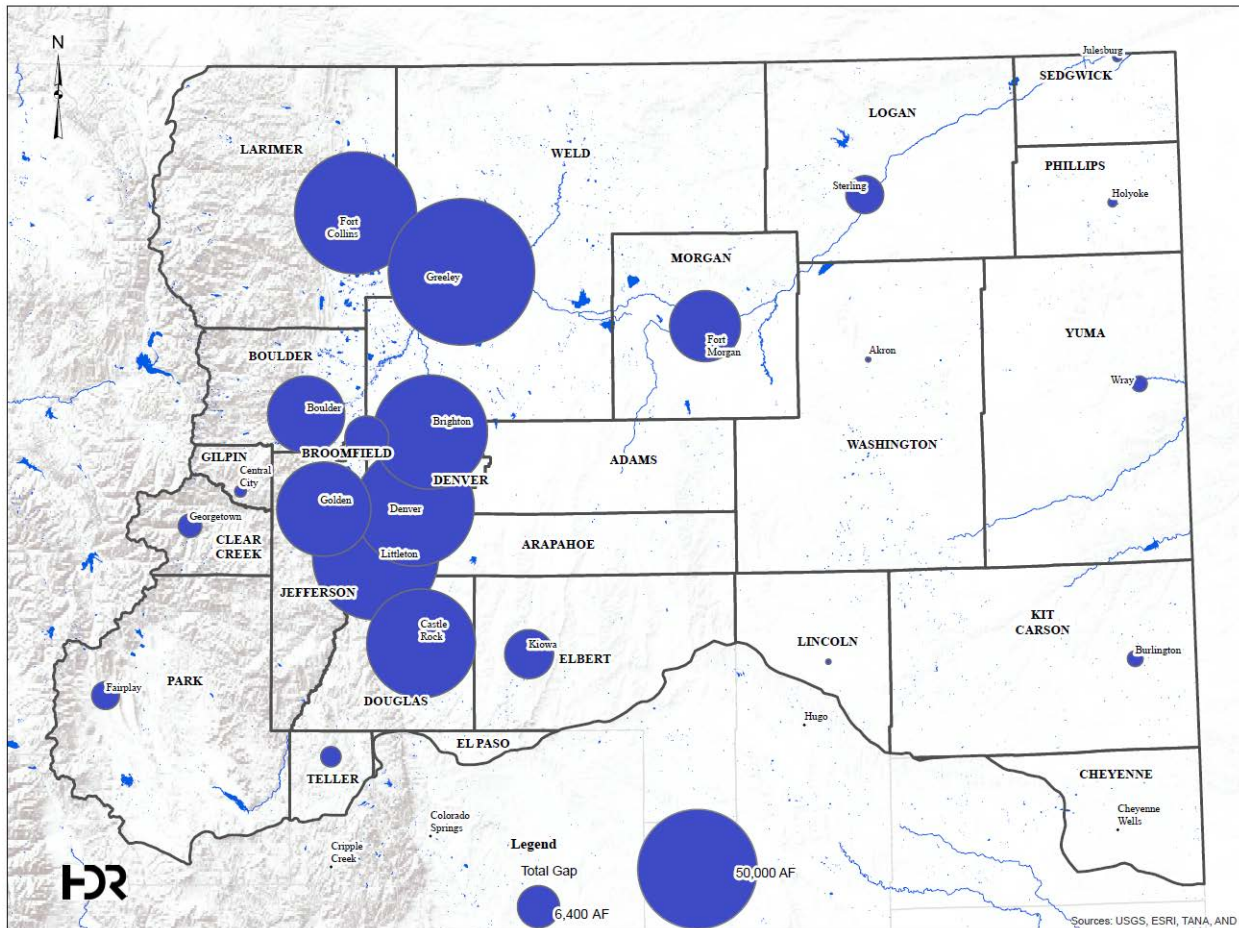 N
Julesburg
SEDGWICK
LOGAN
LARIMER
WELD
PHILLIPS
Sterling
Holyoke
Fort
Collins
MORGAN
Greeley
YUMA
Fort
Morgan
Akron
BOULDER
Wray
Boulder
Brighton
WASHINGTON
BROOMFIELD
GILPIN
ADAMS
Central
City
DENVER
Golden
Denver
Georgetown
CLEAR
CREEK
ARAPAHOE
Littleton
JEFFERSON
KIT
CARSON
Castle
Rock
LINCOLN
Kiowa
ELBERT
Burlington
PARK
Fairplay
DOUGLAS
Hugo
EL PASO
TELLER
CHEYENNE
Colorado
Springs
Cheyenne
Wells
Cripple
Creek
Legend
Total Gap
50,000 AF
6,400 AF
HDR
Sources: USGS, ESRI, TANA, AND